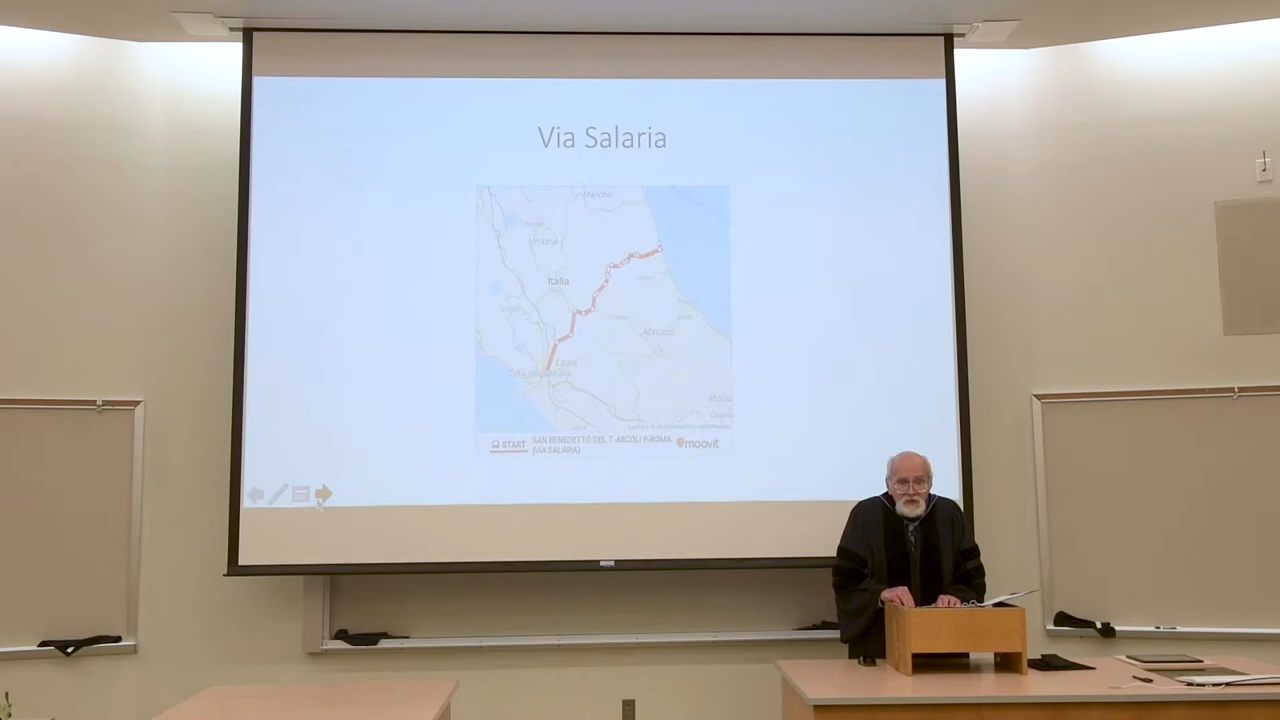 Via Salaria
Marche
Umbria
Italia
Abruzzo
Lazio
START
SAN BENEDETTO DEL T.-ASCOLI P.-ROMA
(VIA SALARIA)
moovit